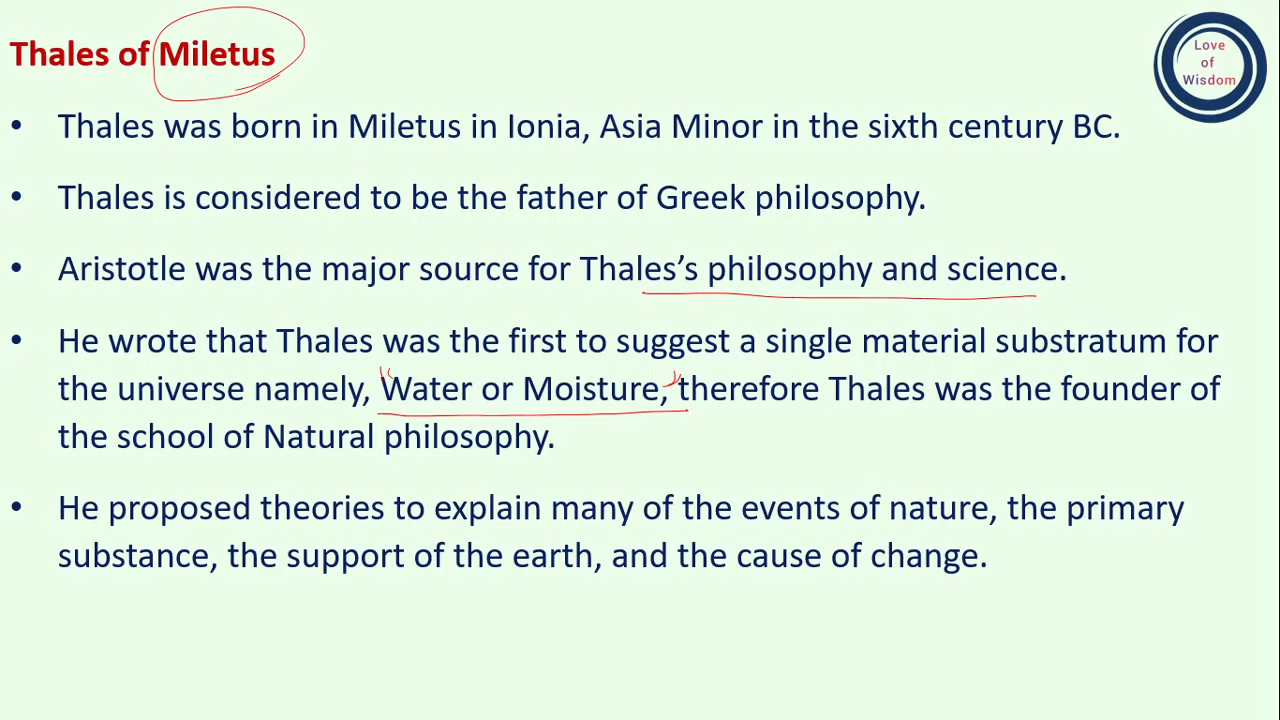 Thales of Miletus
Love
of
Wisdom
• Thales was born in Miletus in Ionia, Asia Minor in the sixth century BC.
• Thales is considered to be the father of Greek philosophy.
• Aristotle was the major source for Thales’s philosophy and science.
• He wrote that Thales was the first to suggest a single material substratum for
the universe namely, Water or Moisture, therefore Thales was the founder of
the school of Natural philosophy.
• He proposed theories to explain many of the events of nature, the primary
substance, the support of the earth, and the cause of change.